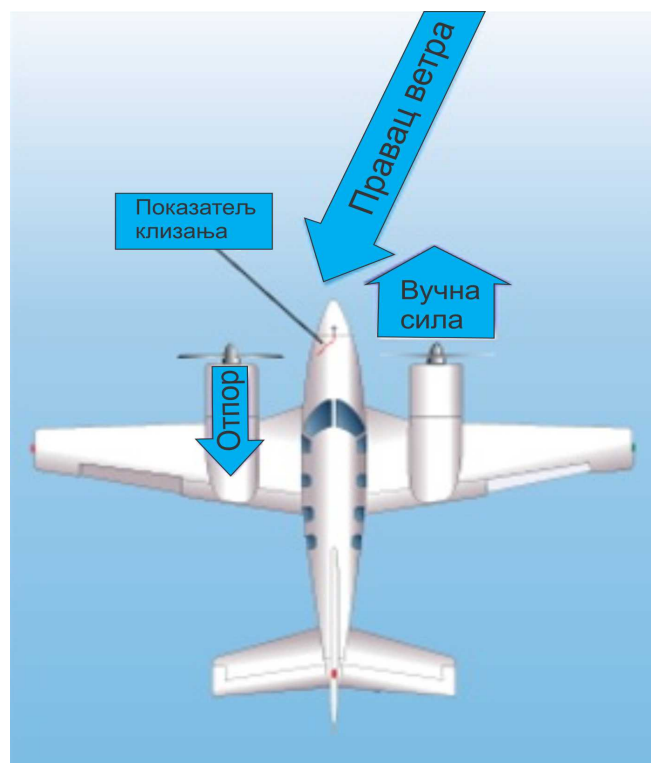 Правац ветра
Показатељ
клизања
Вучна
сила
Отпор